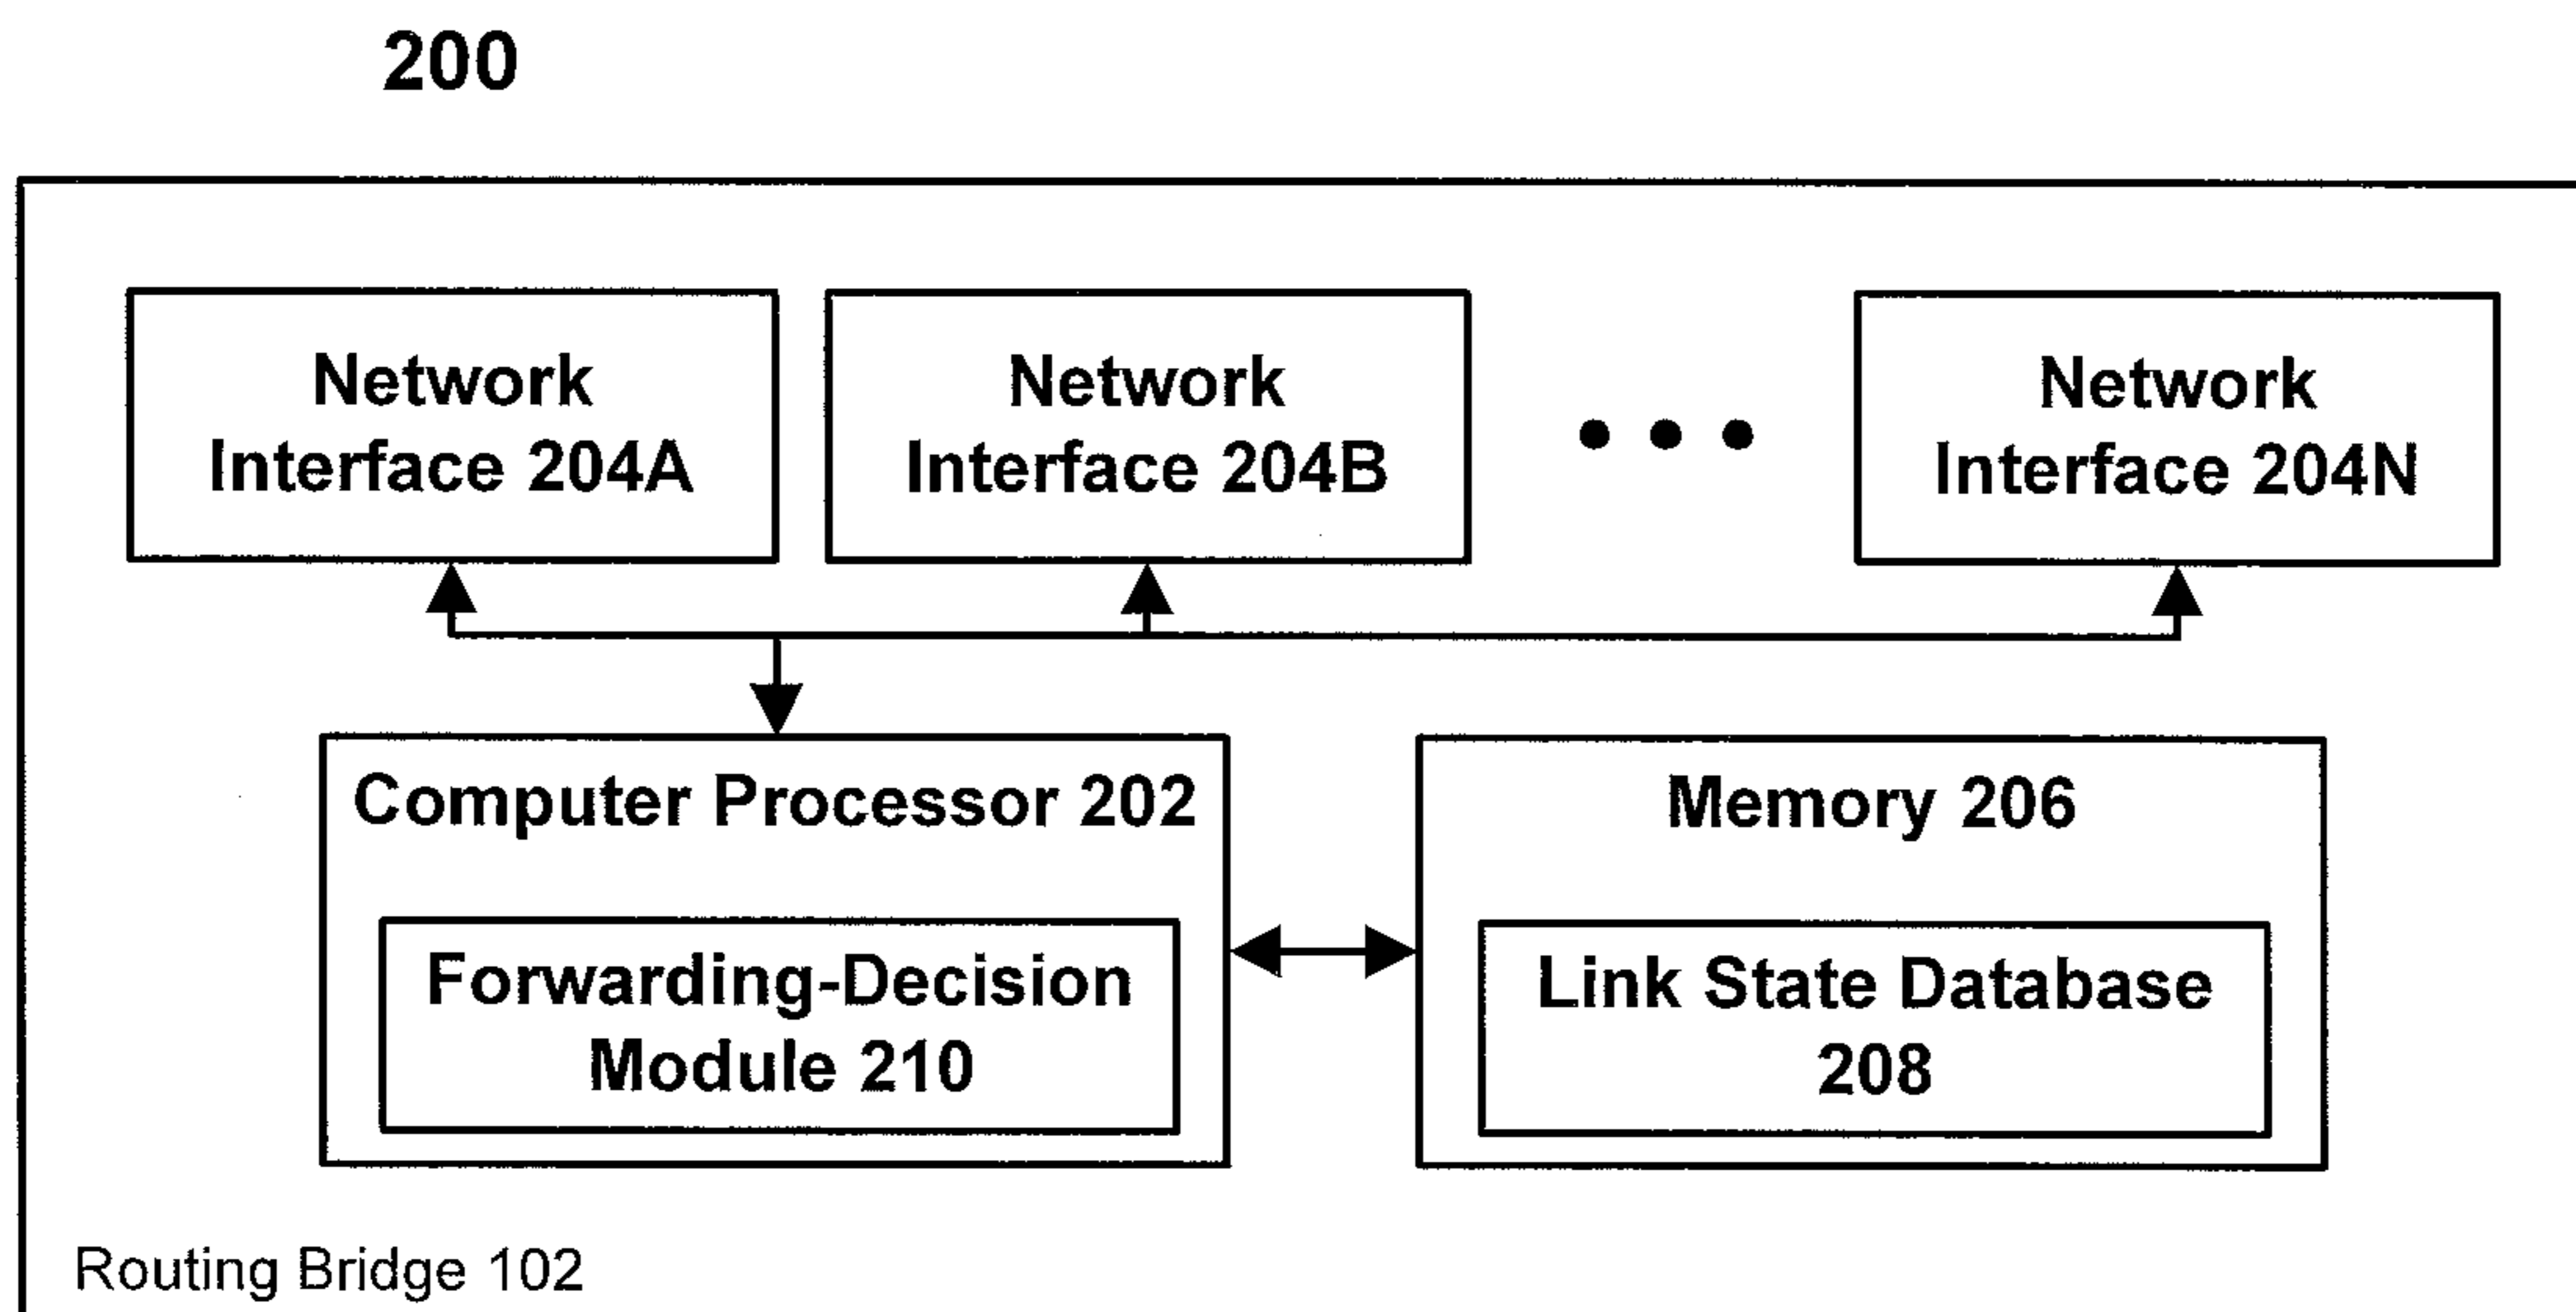 200
Network
Interface 204A
Network
Interface 204B
Network
Interface 204N
Computer Processor 202
Forwarding-Decision
Module 210
Memory 206
Link State Database
208
Routing Bridge 102